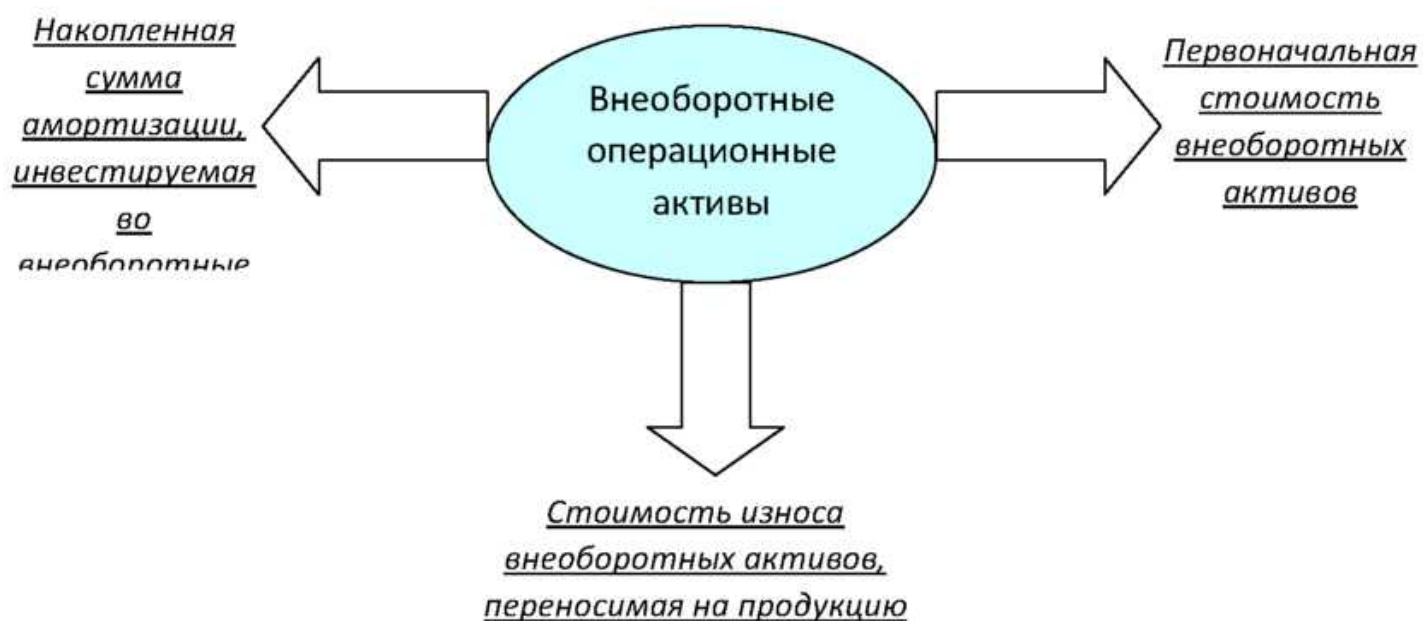 Накопленная
сумма
амортизации,
инвестируемая
во
внеоборотные
Внеоборотные
операционные
активы
Первоначальная
стоимость
внеоборотных
активов
Стоимость износа
внеоборотных активов,
переносимая на продукцию